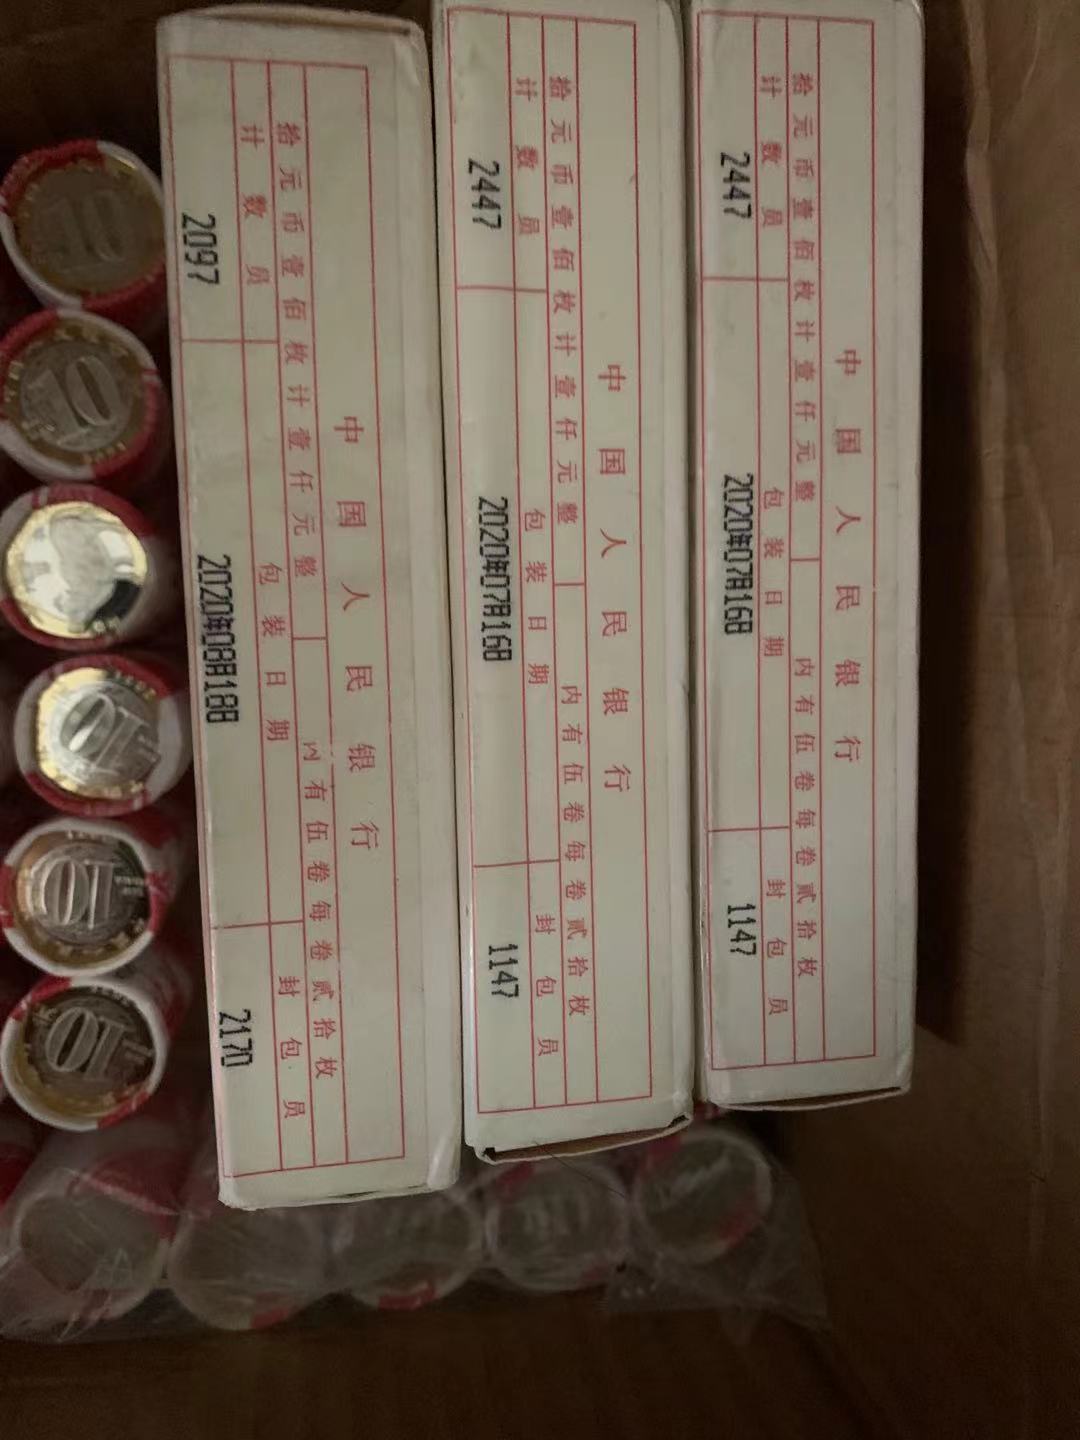 中国人民银行
拾元币壹佰枚计壹仟元整
内有伍卷每卷贰拾枚
计数员
包装日期
封包员
2097
2020年08月18日
2170
中国人民银行
拾元币壹佰枚计壹仟元整
内有伍卷每卷贰拾枚
计数员
包装日期
封包员
2447
2020年07月16日
1147
中国人民银行
拾元币壹佰枚计壹仟元整
内有伍卷每卷贰拾枚
计数员
包装日期
封包员
2447
2020年07月16日
1147
10
10
10
10
10